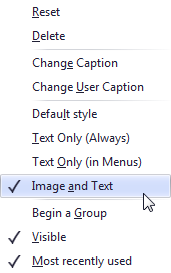 Reset
Delete
Change Caption
Change User Caption
Default style
Text Only (Always)
Text Only (in Menus)
Image and Text
Begin a Group
Visible
Most recently used